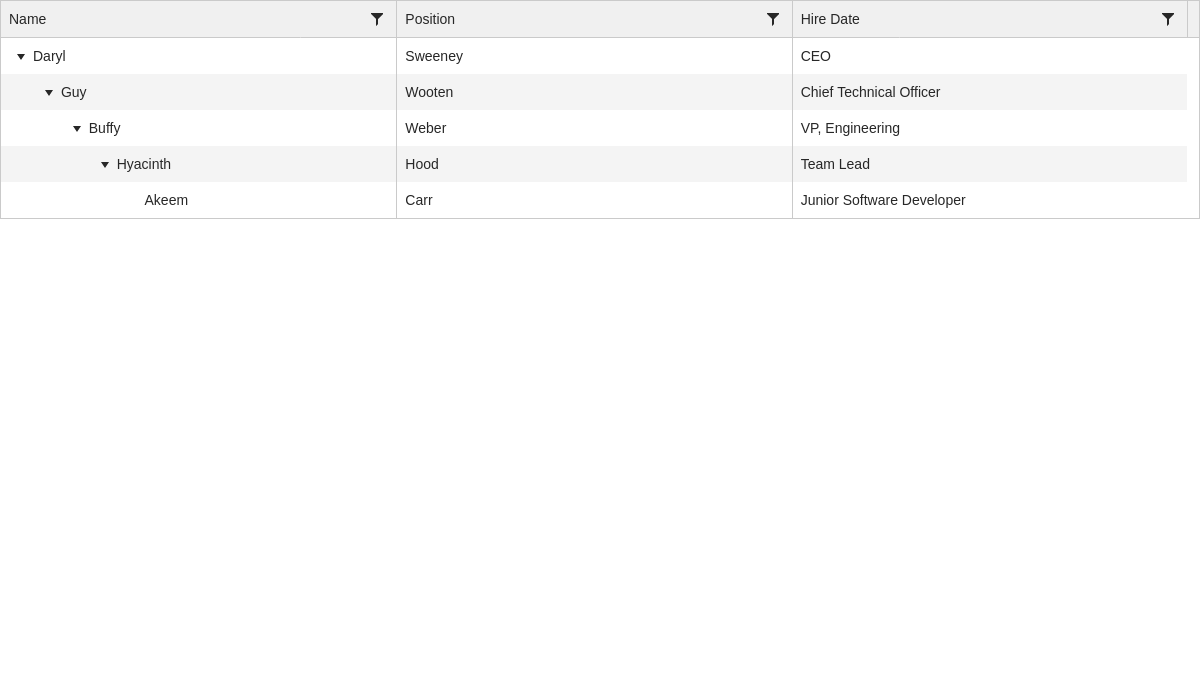 Name Position Hire Date
Daryl Sweeney CEO
Guy Wooten Chief Technical Officer
Buffy Weber VP, Engineering
Hyacinth Hood Team Lead
Akeem Carr Junior Software Developer